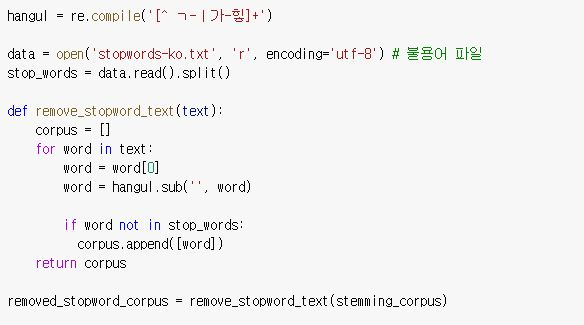 hangul = re.compile('[^ ㄱ-ㅣ가-힣]+')

data = open('stopwords-ko.txt', 'r', encoding='utf-8') # 불용어 파일
stop_words = data.read().split()

def remove_stopword_text(text):
    corpus = []
    for word in text:
        word = word[0]
        word = hangul.sub('', word)

        if word not in stop_words:
          corpus.append([word])
    return corpus

removed_stopword_corpus = remove_stopword_text(stemming_corpus)